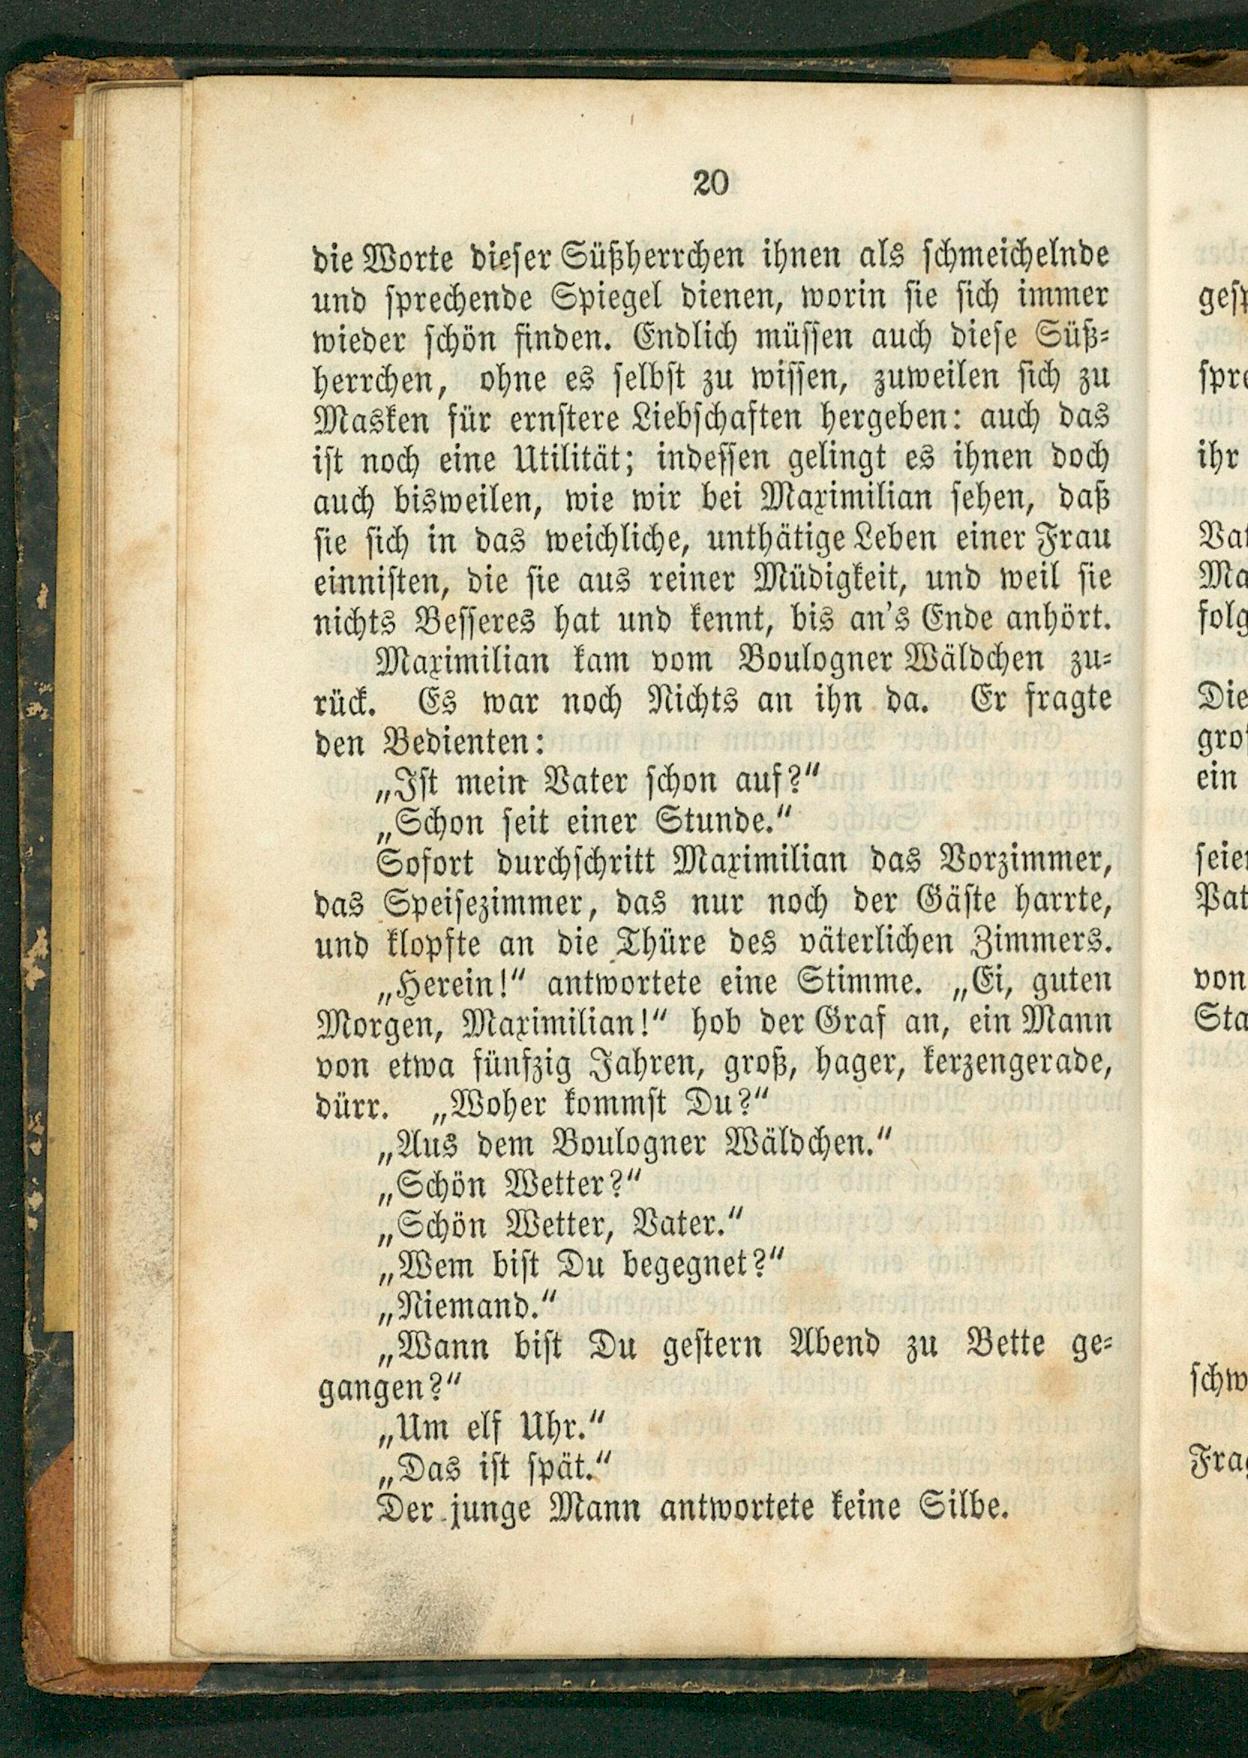 20
die Worte dieser Süßherrchen ihnen als schmeichelnde
und sprechende Spiegel dienen, worin sie sich immer
wieder schön finden. Endlich müssen auch diese Süß-
herrchen, ohne es selbst zu wissen, zuweilen sich zu
Masken für ernstere Liebschaften hergeben: auch das
ist noch eine Utilität; indessen gelingt es ihnen doch
auch bisweilen, wie wir bei Maximilian sehen, daß
sie sich in das weichliche, unthätige Leben einer Frau
einnisten, die sie aus reiner Müdigkeit, und weil sie
nichts Besseres hat und kennt, bis an's Ende anhört.
Maximilian kam vom Boulogner Wäldchen zu-
rück. Es war noch Nichts an ihn da. Er fragte
den Bedienten:
„Ist mein Vater schon auf?“
„Schon seit einer Stunde.“
Sofort durchschritt Maximilian das Vorzimmer,
das Speisezimmer, das nur noch der Gäste harrte,
und klopfte an die Thüre des väterlichen Zimmers.
„Herein!“ antwortete eine Stimme. „Ei, guten
Morgen, Maximilian!“ hob der Graf an, ein Mann
von etwa fünfzig Jahren, groß, hager, kerzengerade,
dürr. „Woher kommst Du?“
„Aus dem Boulogner Wäldchen.“
„Schön Wetter?“
„Schön Wetter, Vater.“
„Wem bist Du begegnet?“
„Niemand.“
„Wann bist Du gestern Abend zu Bette ge-
gangen?“
„Um elf Uhr.“
„Das ist spät.“
Der junge Mann antwortete keine Silbe.
ihr
ein
von